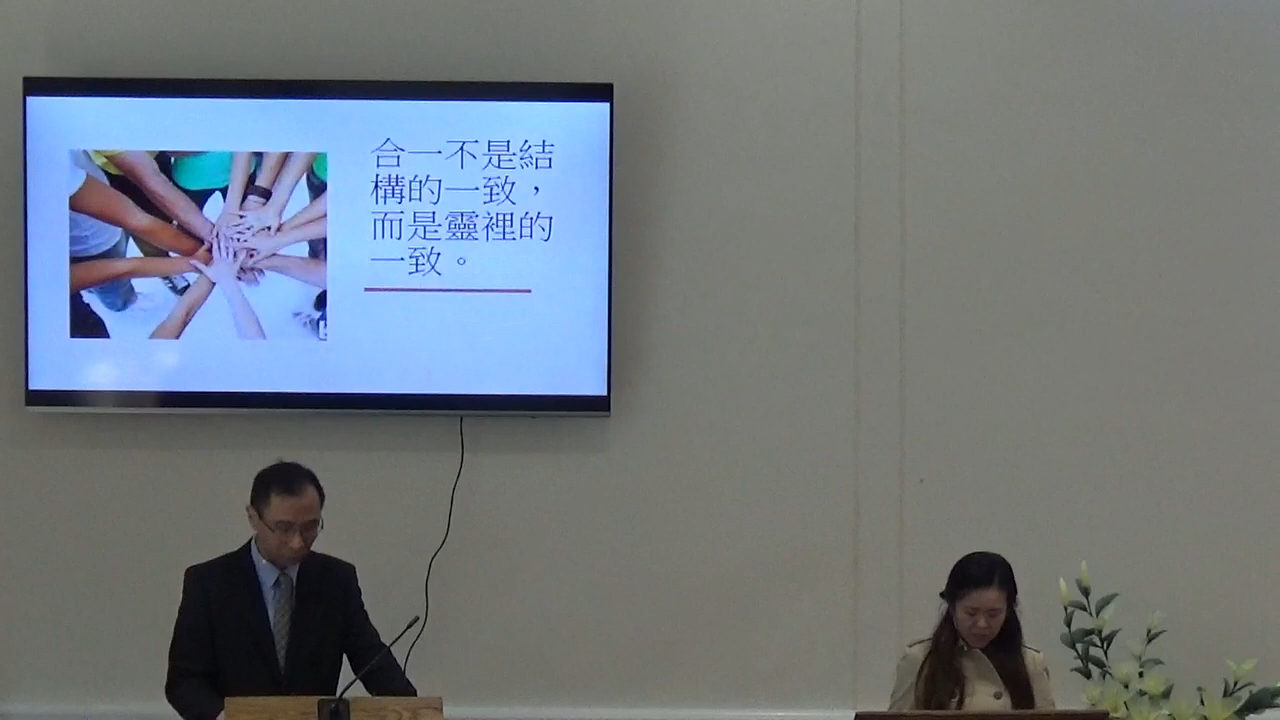 合一不是結
構的一致，
而是靈裡的
一致。